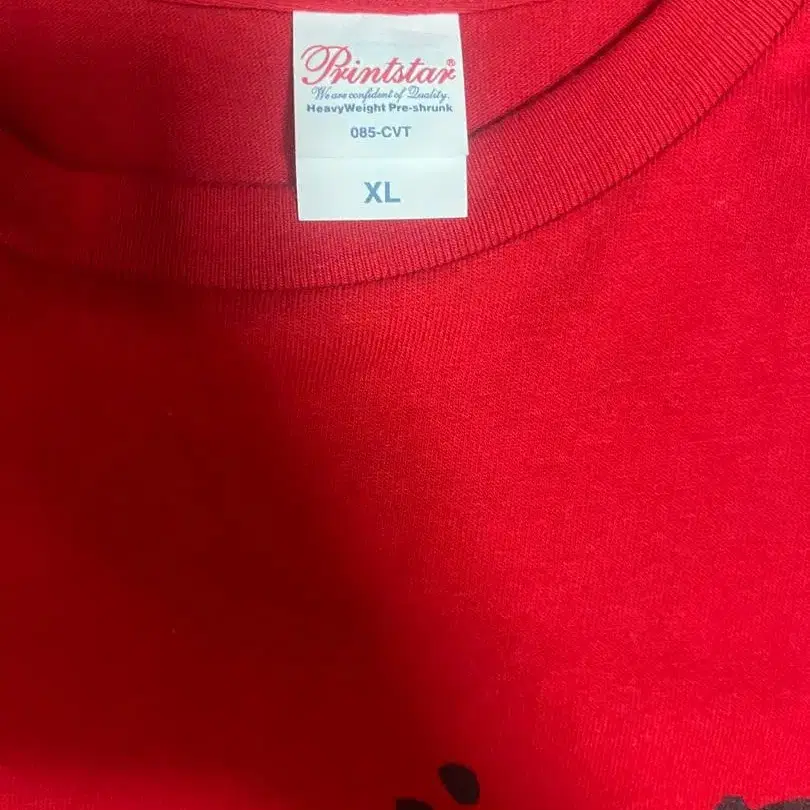 Printstar®
We are confident of Quality.
HeavyWeight Pre-shrunk
085-CVT
XL